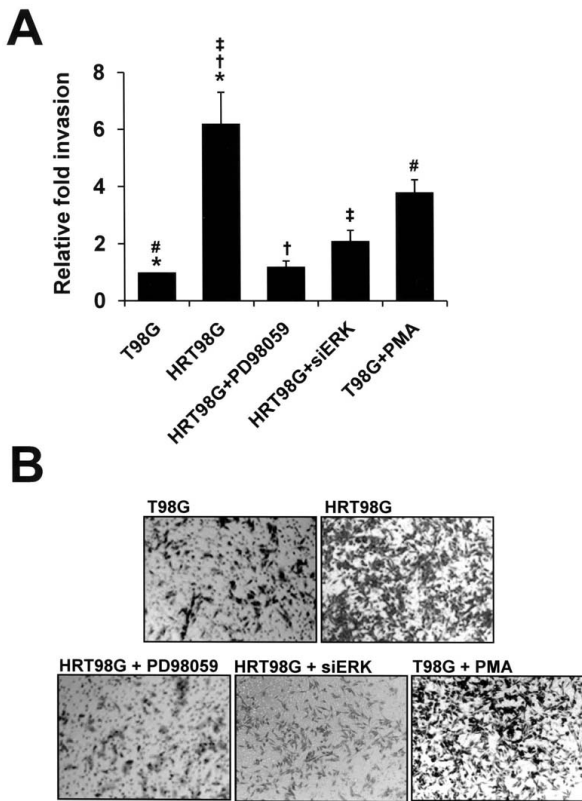 A
Relative fold invasion
8
6
4
2
0
#
*
‡
†
*
†
‡
#
T98G
HRT98G
HRT98G+PD98059
HRT98G+siERK
T98G+PMA
B
T98G
HRT98G
HRT98G + PD98059
HRT98G + siERK
T98G + PMA